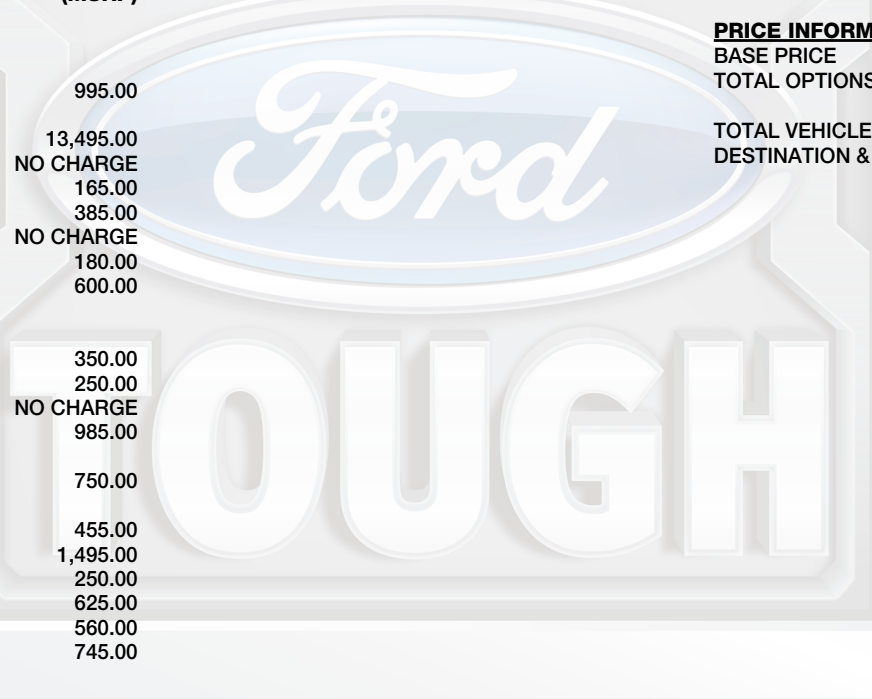 PRICE INFORM
BASE PRICE
TOTAL OPTIONS
TOTAL VEHICLE
DESTINATION &
995.00
13,495.00
NO CHARGE
165.00
385.00
NO CHARGE
180.00
600.00
350.00
250.00
NO CHARGE
985.00
750.00
455.00
1,495.00
250.00
625.00
560.00
745.00
Ford
TOUGH